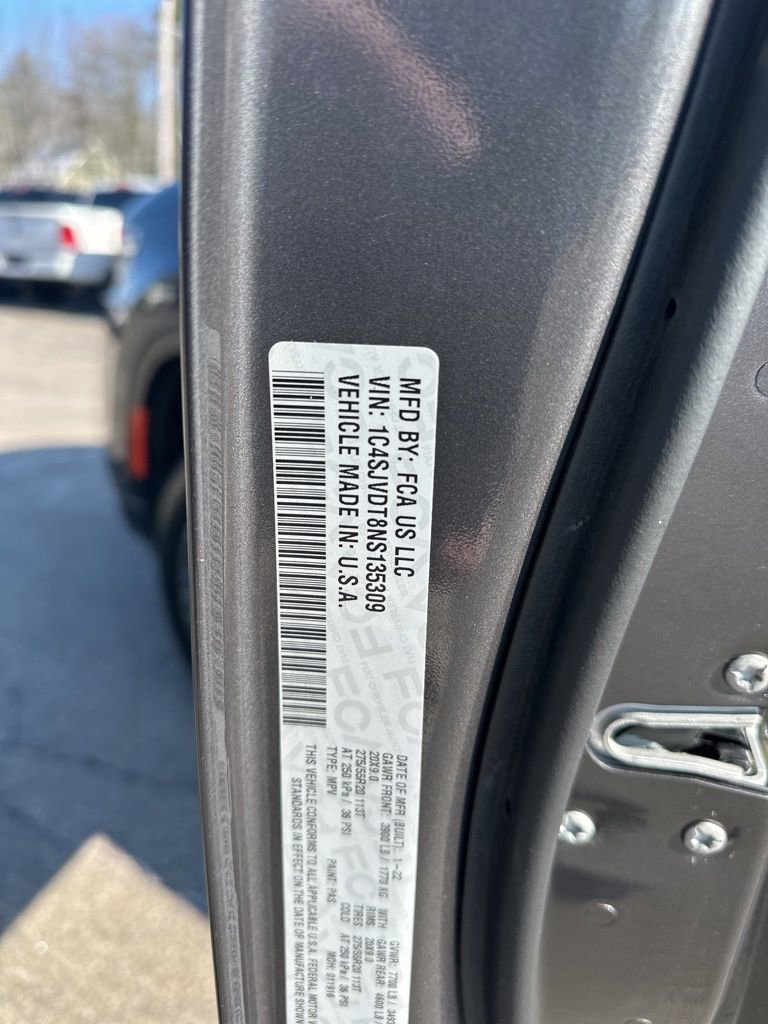 MFD BY: FCA US LLC
VIN: 1C4SJVDT8NS135309
VEHICLE MADE IN: U.S.A.
DATE OF MFR (BUILT): 1-22 GVWR: 7700 LB /
GAWR FRONT: 3900 LB / 1770 KG WITH GAWR REAR: 4600 LB /
20X9.0 RIMS 20X9.0
275/55R20 113T TIRES 275/55R20 113T
AT 250 kPa / 36 PSI COLD AT 250 kPa / 36 PSI
TYPE: MPV PAINT: PAS MDH: 011916
THIS VEHICLE CONFORMS TO ALL APPLICABLE U.S.A. FEDERAL MOTOR
STANDARDS IN EFFECT ON THE DATE OF MANUFACTURE SHOWN